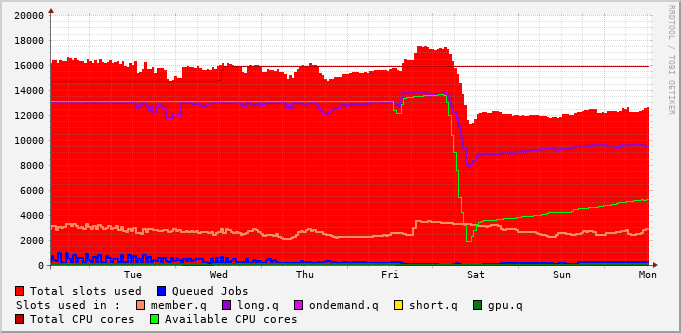 20000
18000
16000
14000
12000
10000
8000
6000
4000
2000
0
Tue Wed Thu Fri Sat Sun Mon
RRDTOOL / TOBI OETIKER
Total slots used Queued Jobs
Slots used in : member.q long.q ondemand.q short.q gpu.q
Total CPU cores Available CPU cores